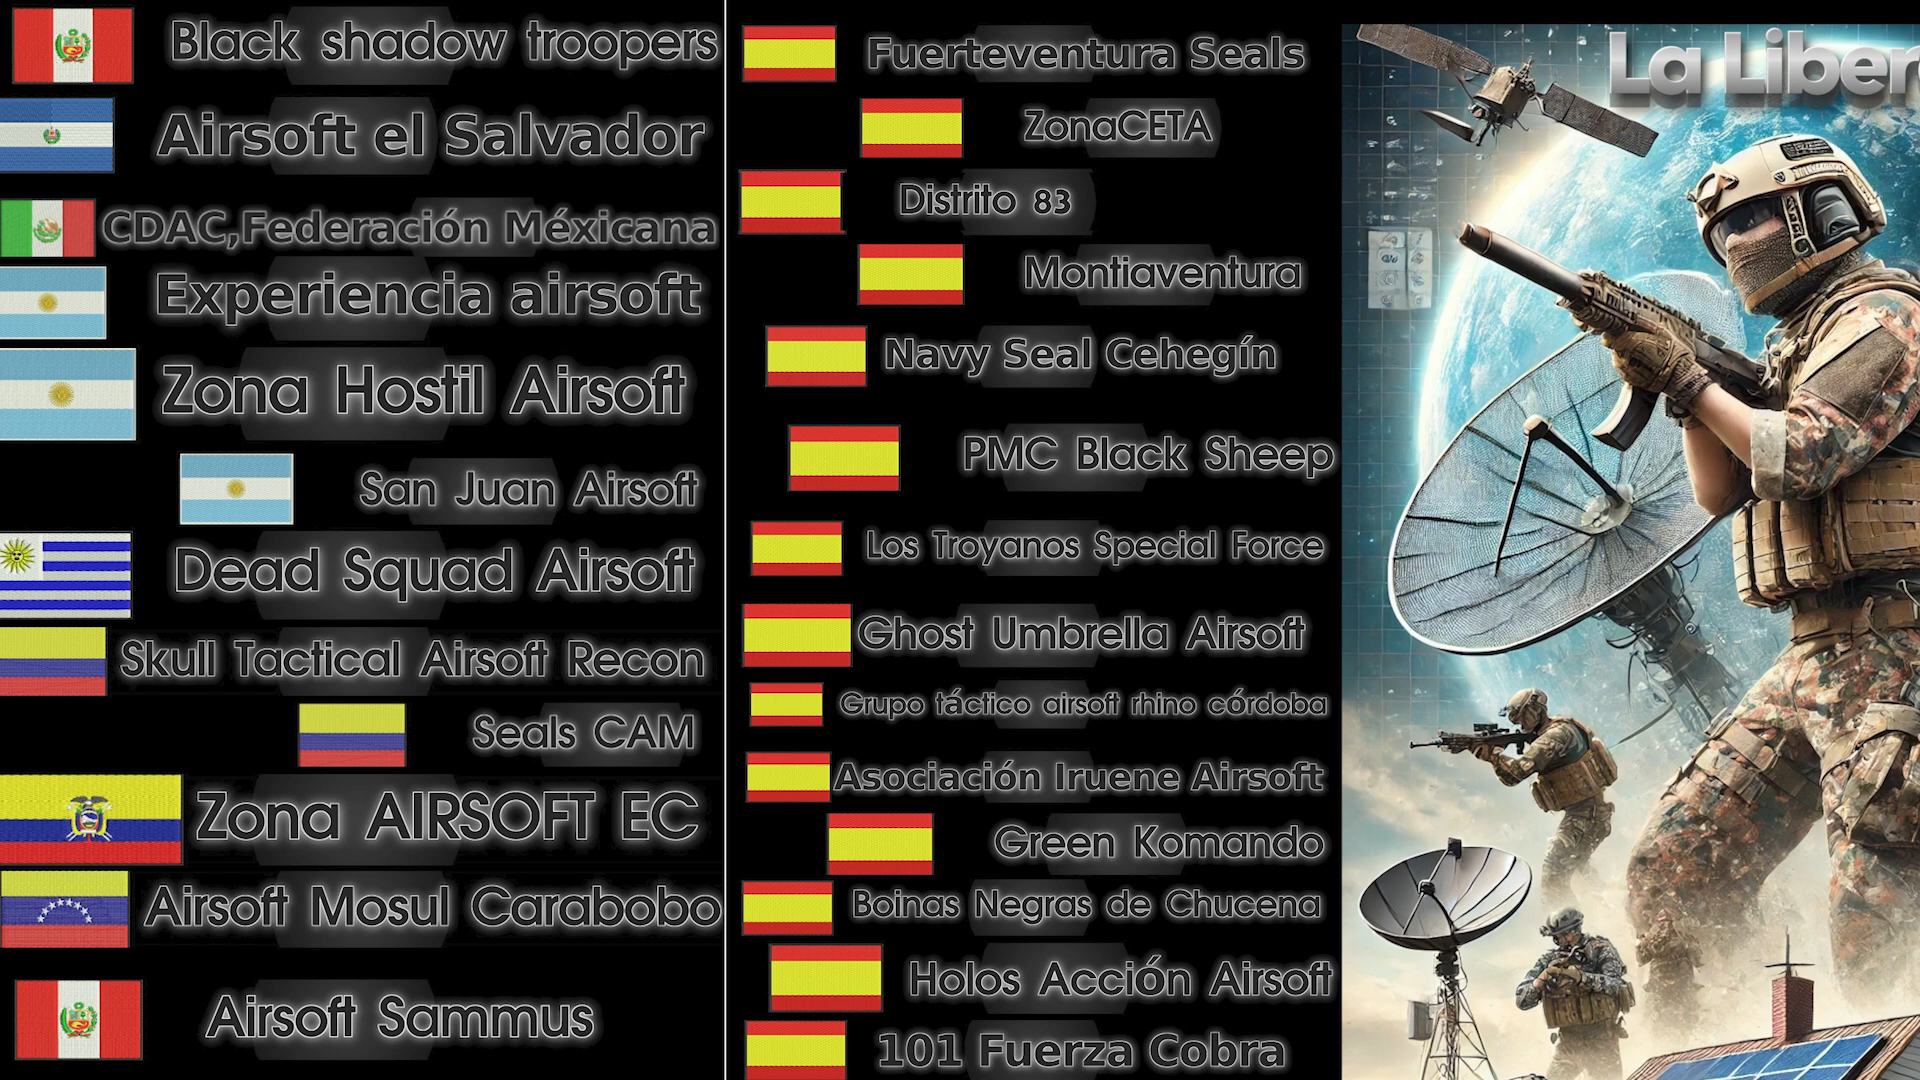 Black shadow troopers
Airsoft el Salvador
CDAC,Federación Méxicana
Experiencia airsoft
Zona Hostil Airsoft
San Juan Airsoft
Dead Squad Airsoft
Skull Tactical Airsoft Recon
Seals CAM
Zona AIRSOFT EC
Airsoft Mosul Carabobo
Airsoft Sammus
Fuerteventura Seals
ZonaCETA
Distrito 83
Montiaventura
Navy Seal Cehegín
PMC Black Sheep
Los Troyanos Special Force
Ghost Umbrella Airsoft
Grupo táctico airsoft rhino córdoba
Asociación Iruene Airsoft
Green Komando
Boinas Negras de Chucena
Holos Acción Airsoft
101 Fuerza Cobra
La Liber